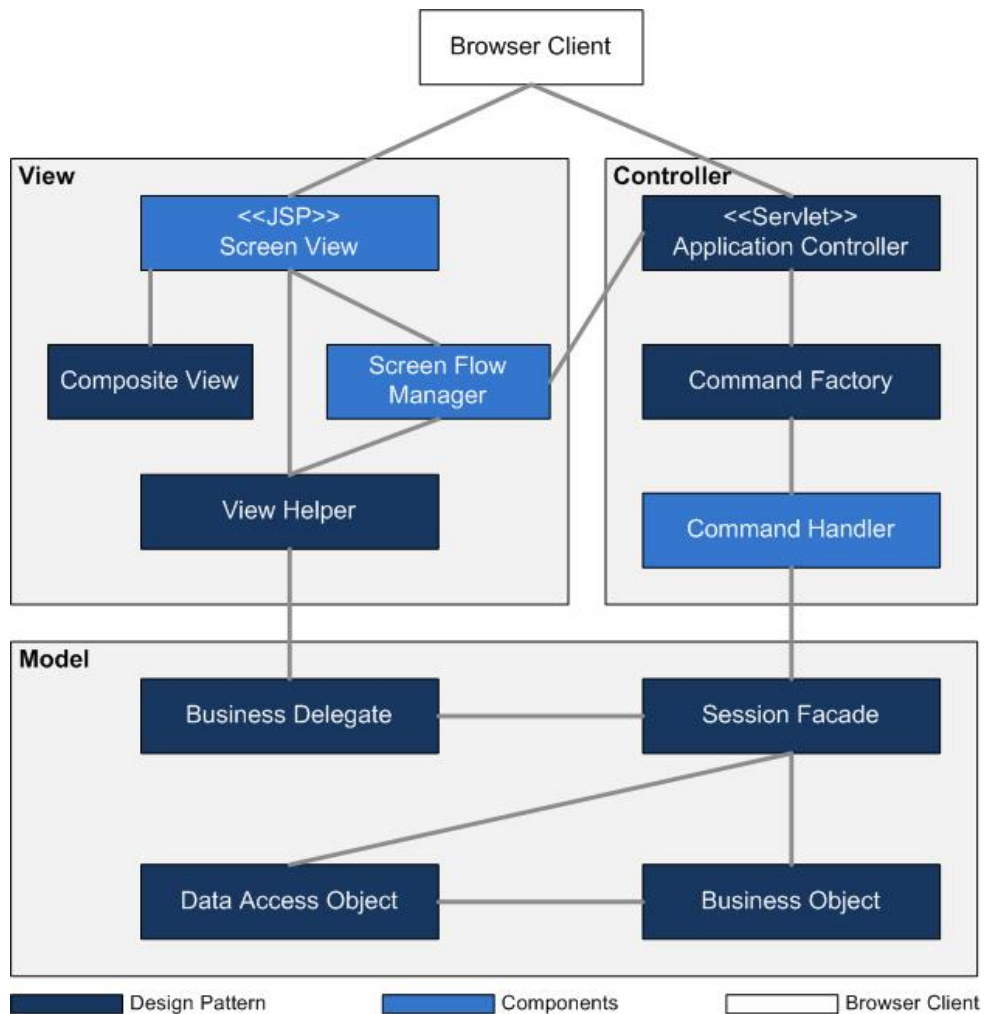 Browser Client
View
<<JSP>>
Screen View
Composite View
Screen Flow
Manager
View Helper
Controller
<<Servlet>>
Application Controller
Command Factory
Command Handler
Model
Business Delegate
Session Facade
Data Access Object
Business Object
Design Pattern
Components
Browser Client